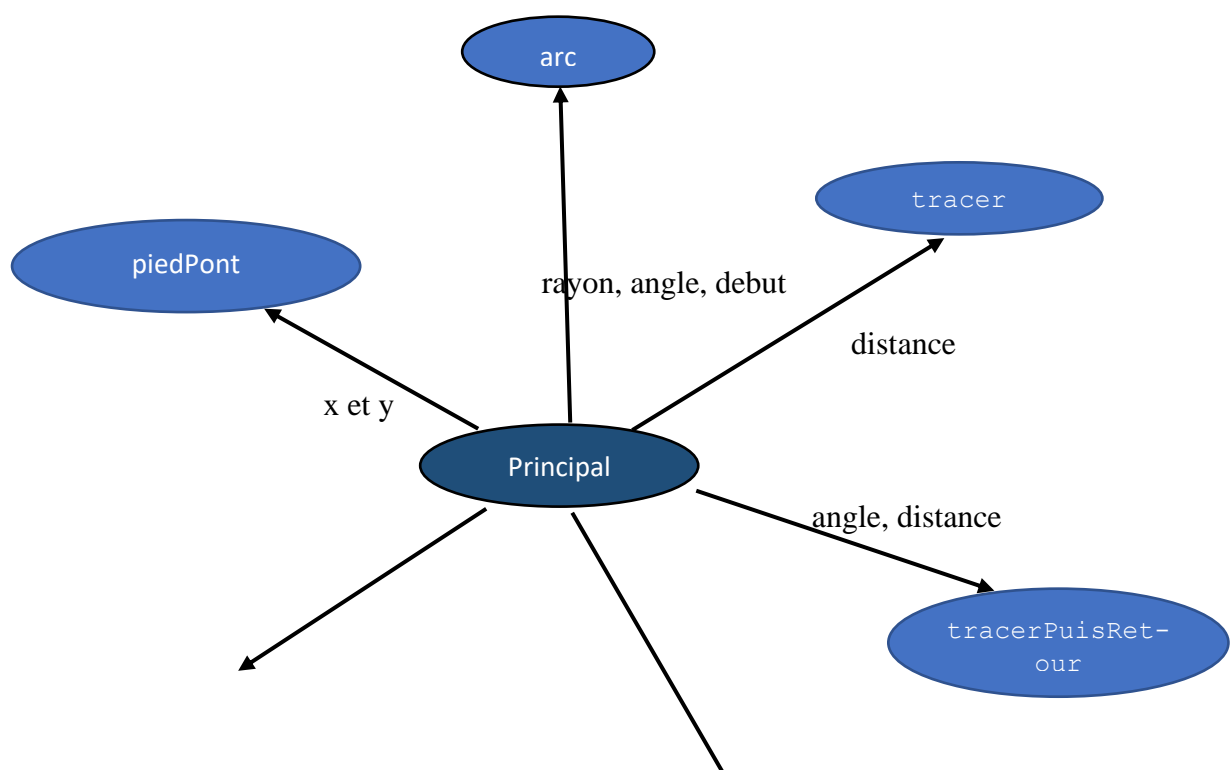 arc
tracer
piedPont
rayon, angle, debut
distance
x et y
Principal
angle, distance
tracerPuisRet-
our